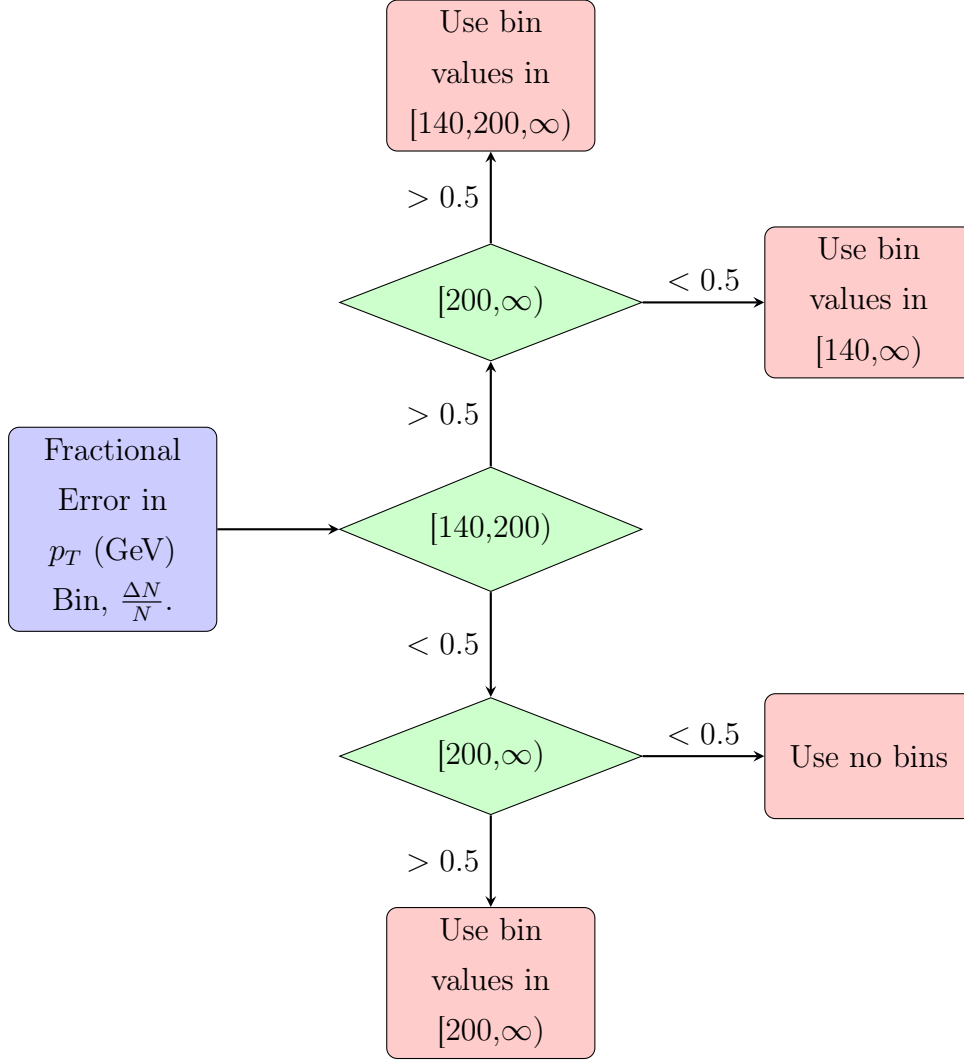 Use bin
values in
[140,200,∞)
> 0.5
[200,∞)
< 0.5
Use bin
values in
[140,∞)
> 0.5
Fractional
Error in
p_T (GeV)
Bin, ΔN/N.
[140,200)
< 0.5
[200,∞)
< 0.5
Use no bins
> 0.5
Use bin
values in
[200,∞)